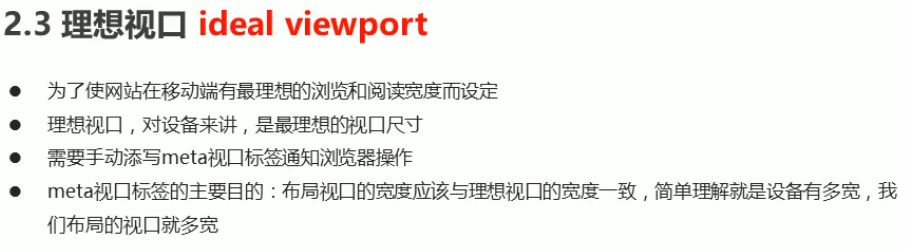 2.3 理想视口 ideal viewport
● 为了使网站在移动端有最理想的浏览和阅读宽度而设定
● 理想视口，对设备来讲，是最理想的视口尺寸
● 需要手动添写meta视口标签通知浏览器操作
● meta视口标签的主要目的：布局视口的宽度应该与理想视口的宽度一致，简单理解就是设备有多宽，我
们布局的视口就多宽